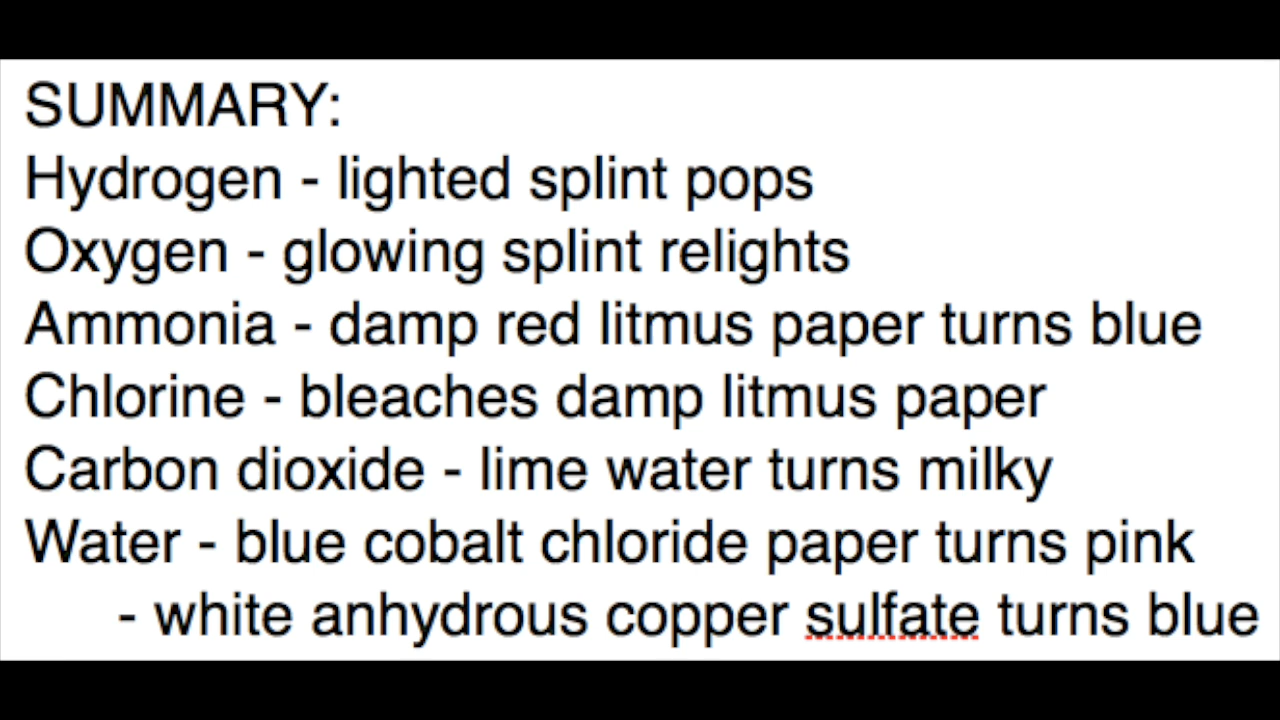 SUMMARY:
Hydrogen - lighted splint pops
Oxygen - glowing splint relights
Ammonia - damp red litmus paper turns blue
Chlorine - bleaches damp litmus paper
Carbon dioxide - lime water turns milky
Water - blue cobalt chloride paper turns pink
- white anhydrous copper sulfate turns blue